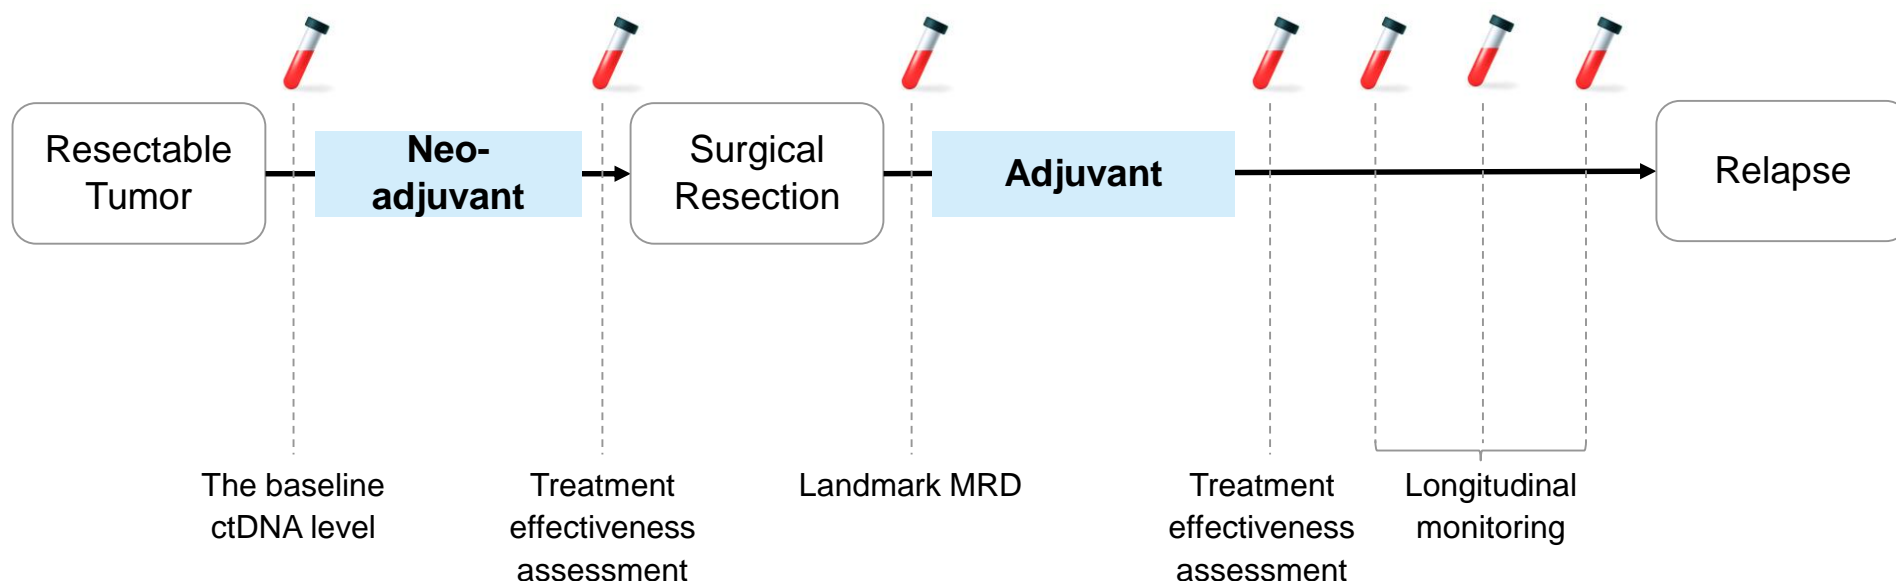 Resectable
Tumor
Neo-
adjuvant
Surgical
Resection
Adjuvant
Relapse
The baseline
ctDNA level
Treatment
effectiveness
assessment
Landmark MRD
Treatment
effectiveness
assessment
Longitudinal
monitoring